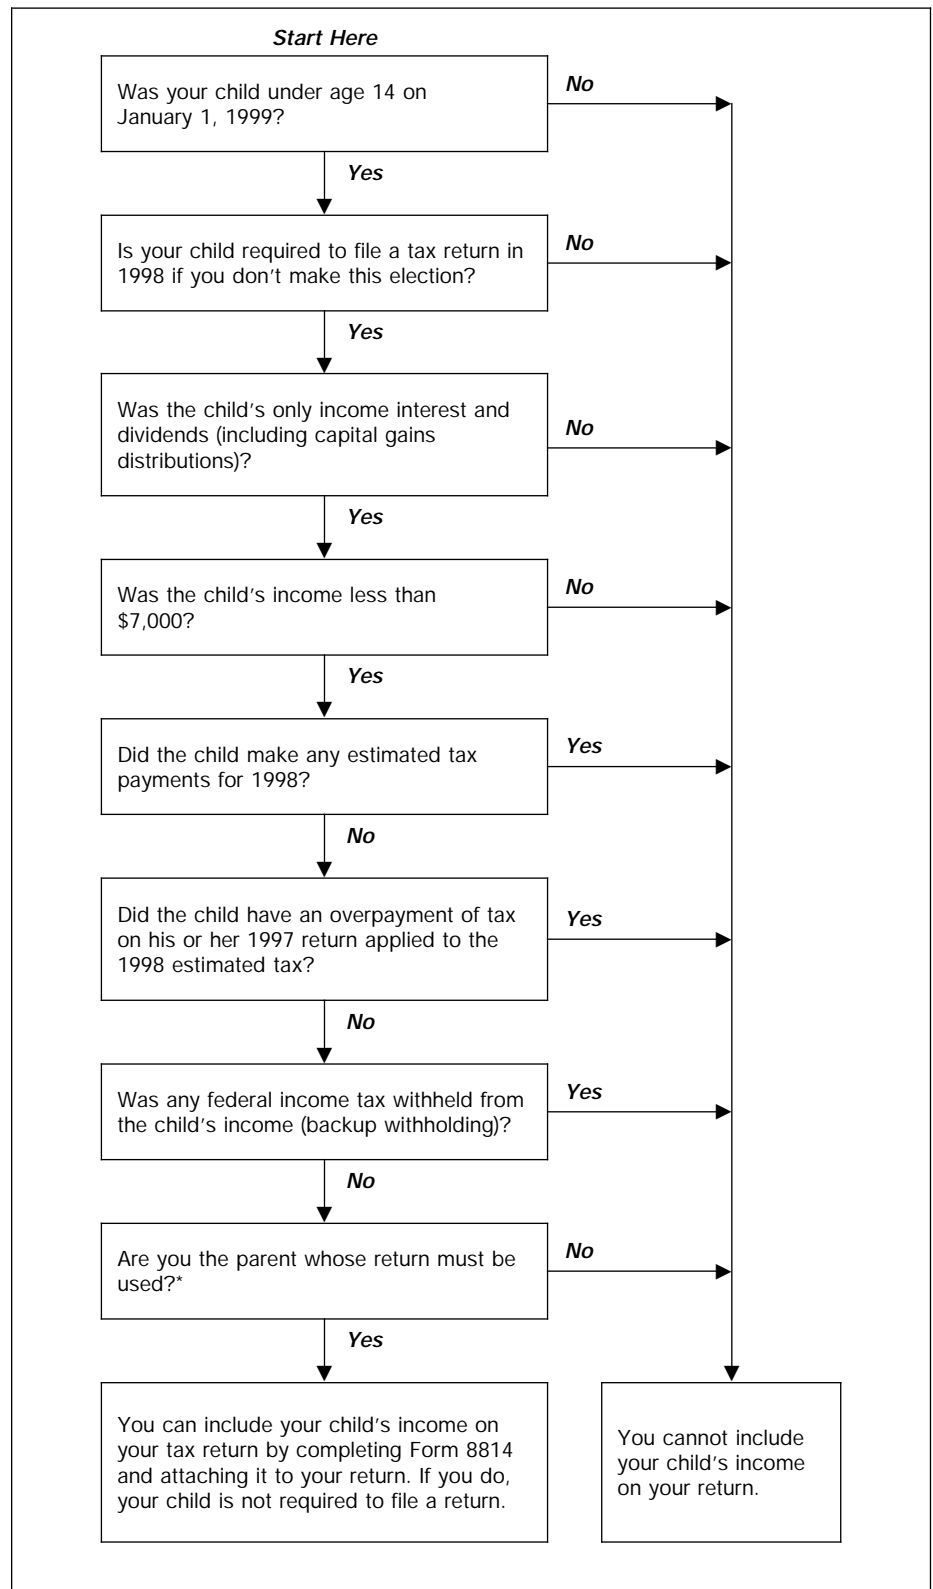 Start Here
Was your child under age 14 on
January 1, 1999?
No
Yes
Is your child required to file a tax return in
1998 if you don't make this election?
No
Yes
Was the child's only income interest and
dividends (including capital gains
distributions)?
No
Yes
Was the child's income less than
$7,000?
No
Yes
Did the child make any estimated tax
payments for 1998?
Yes
No
Did the child have an overpayment of tax
on his or her 1997 return applied to the
1998 estimated tax?
Yes
No
Was any federal income tax withheld from
the child's income (backup withholding)?
Yes
No
Are you the parent whose return must be
used?*
No
Yes
You can include your child's income on
your tax return by completing Form 8814
and attaching it to your return. If you do,
your child is not required to file a return.
You cannot include
your child's income
on your return.